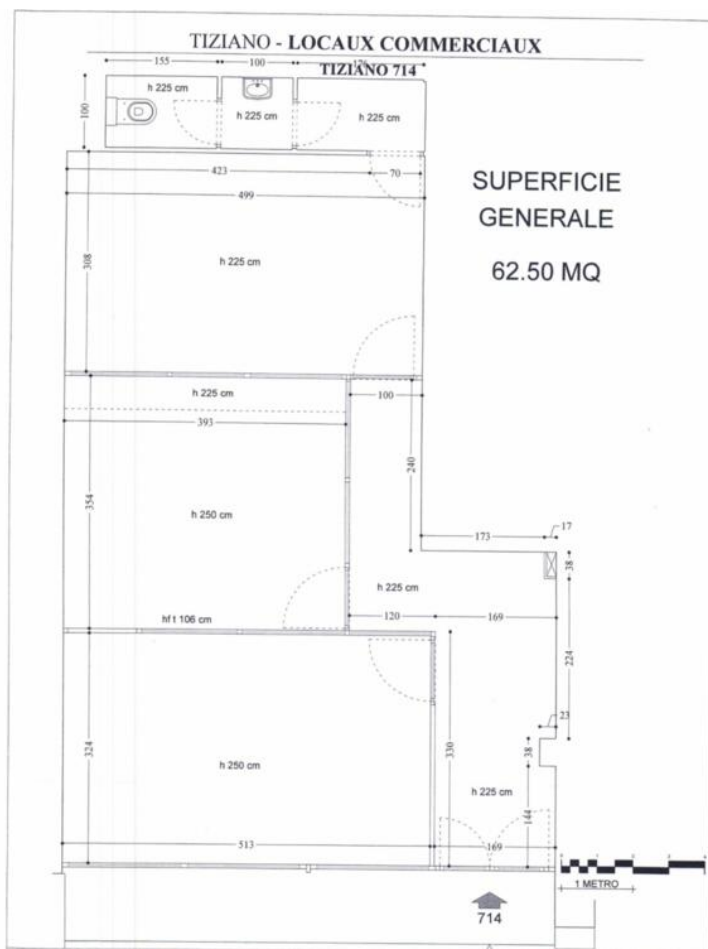 TIZIANO - LOCAUX COMMERCIAUX
155 100 176
TIZIANO 714
h 225 cm
h 225 cm
h 225 cm
100
423 70
499
SUPERFICIE
GENERALE
62.50 MQ
308
h 225 cm
h 225 cm
100
393
240
354
h 250 cm
17
173
38
h 225 cm
hf t 106 cm
120 169
224
23
324
330
38
h 250 cm
h 225 cm
144
513 169
1 METRO
714